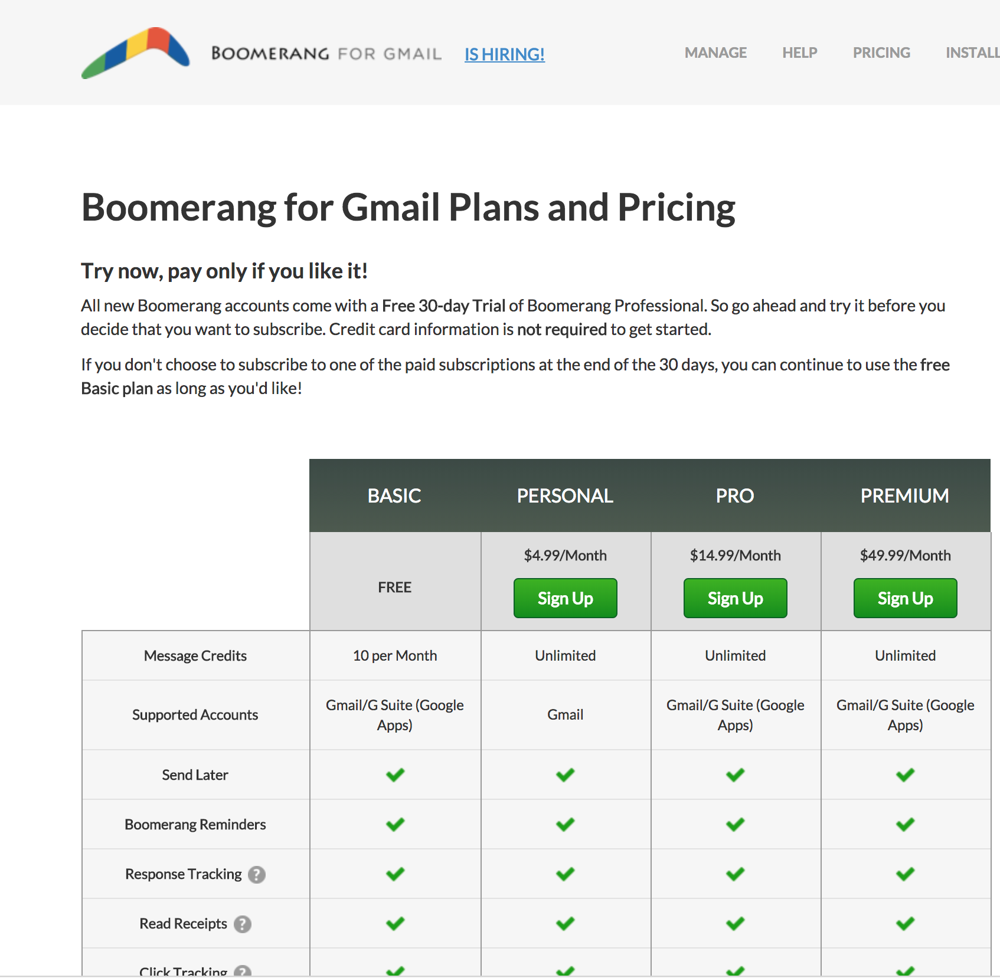 BOOMERANG FOR GMAIL IS HIRING! MANAGE HELP PRICING INSTALL
Boomerang for Gmail Plans and Pricing
Try now, pay only if you like it!
All new Boomerang accounts come with a Free 30-day Trial of Boomerang Professional. So go ahead and try it before you
decide that you want to subscribe. Credit card information is not required to get started.
If you don't choose to subscribe to one of the paid subscriptions at the end of the 30 days, you can continue to use the free
Basic plan as long as you'd like!
BASIC PERSONAL PRO PREMIUM
$4.99/Month $14.99/Month $49.99/Month
FREE
Sign Up Sign Up Sign Up
Message Credits 10 per Month Unlimited Unlimited Unlimited
Gmail/G Suite (Google Gmail/G Suite (Google Gmail/G Suite (Google
Supported Accounts Gmail
Apps) Apps) Apps)
Send Later
Boomerang Reminders
Response Tracking ?
Read Receipts ?
Click Tracking ?